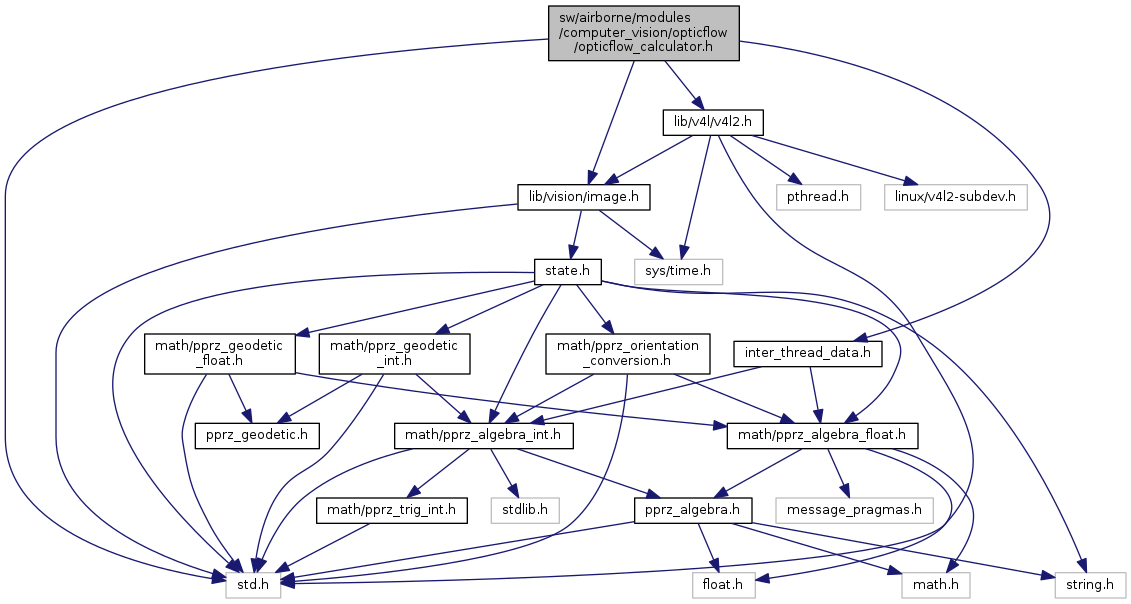 sw/airborne/modules
/computer_vision/opticflow
/opticflow_calculator.h
lib/v4l/v4l2.h
lib/vision/image.h
pthread.h
linux/v4l2-subdev.h
state.h
sys/time.h
math/pprz_geodetic
_float.h
math/pprz_geodetic
_int.h
math/pprz_orientation
_conversion.h
inter_thread_data.h
pprz_geodetic.h
math/pprz_algebra_int.h
math/pprz_algebra_float.h
math/pprz_trig_int.h
stdlib.h
pprz_algebra.h
message_pragmas.h
std.h
float.h
math.h
string.h